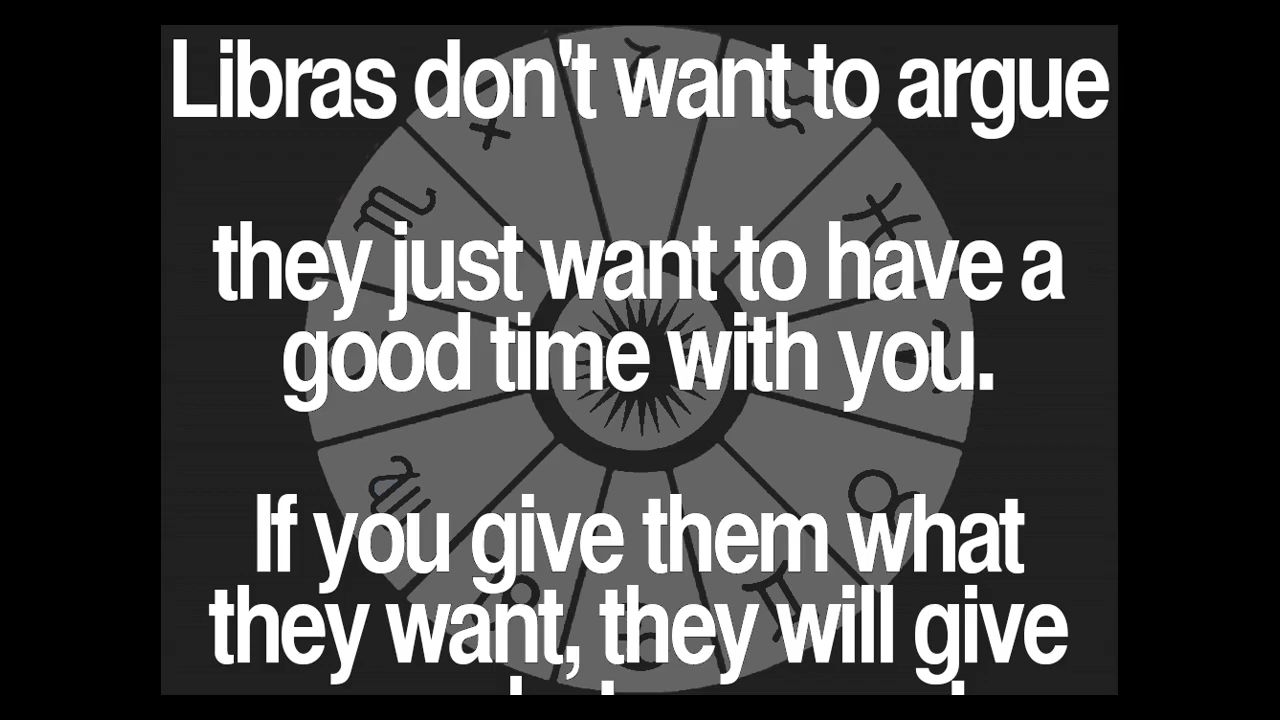 Libras don't want to argue
they just want to have a
good time with you.
If you give them what
they want, they will give